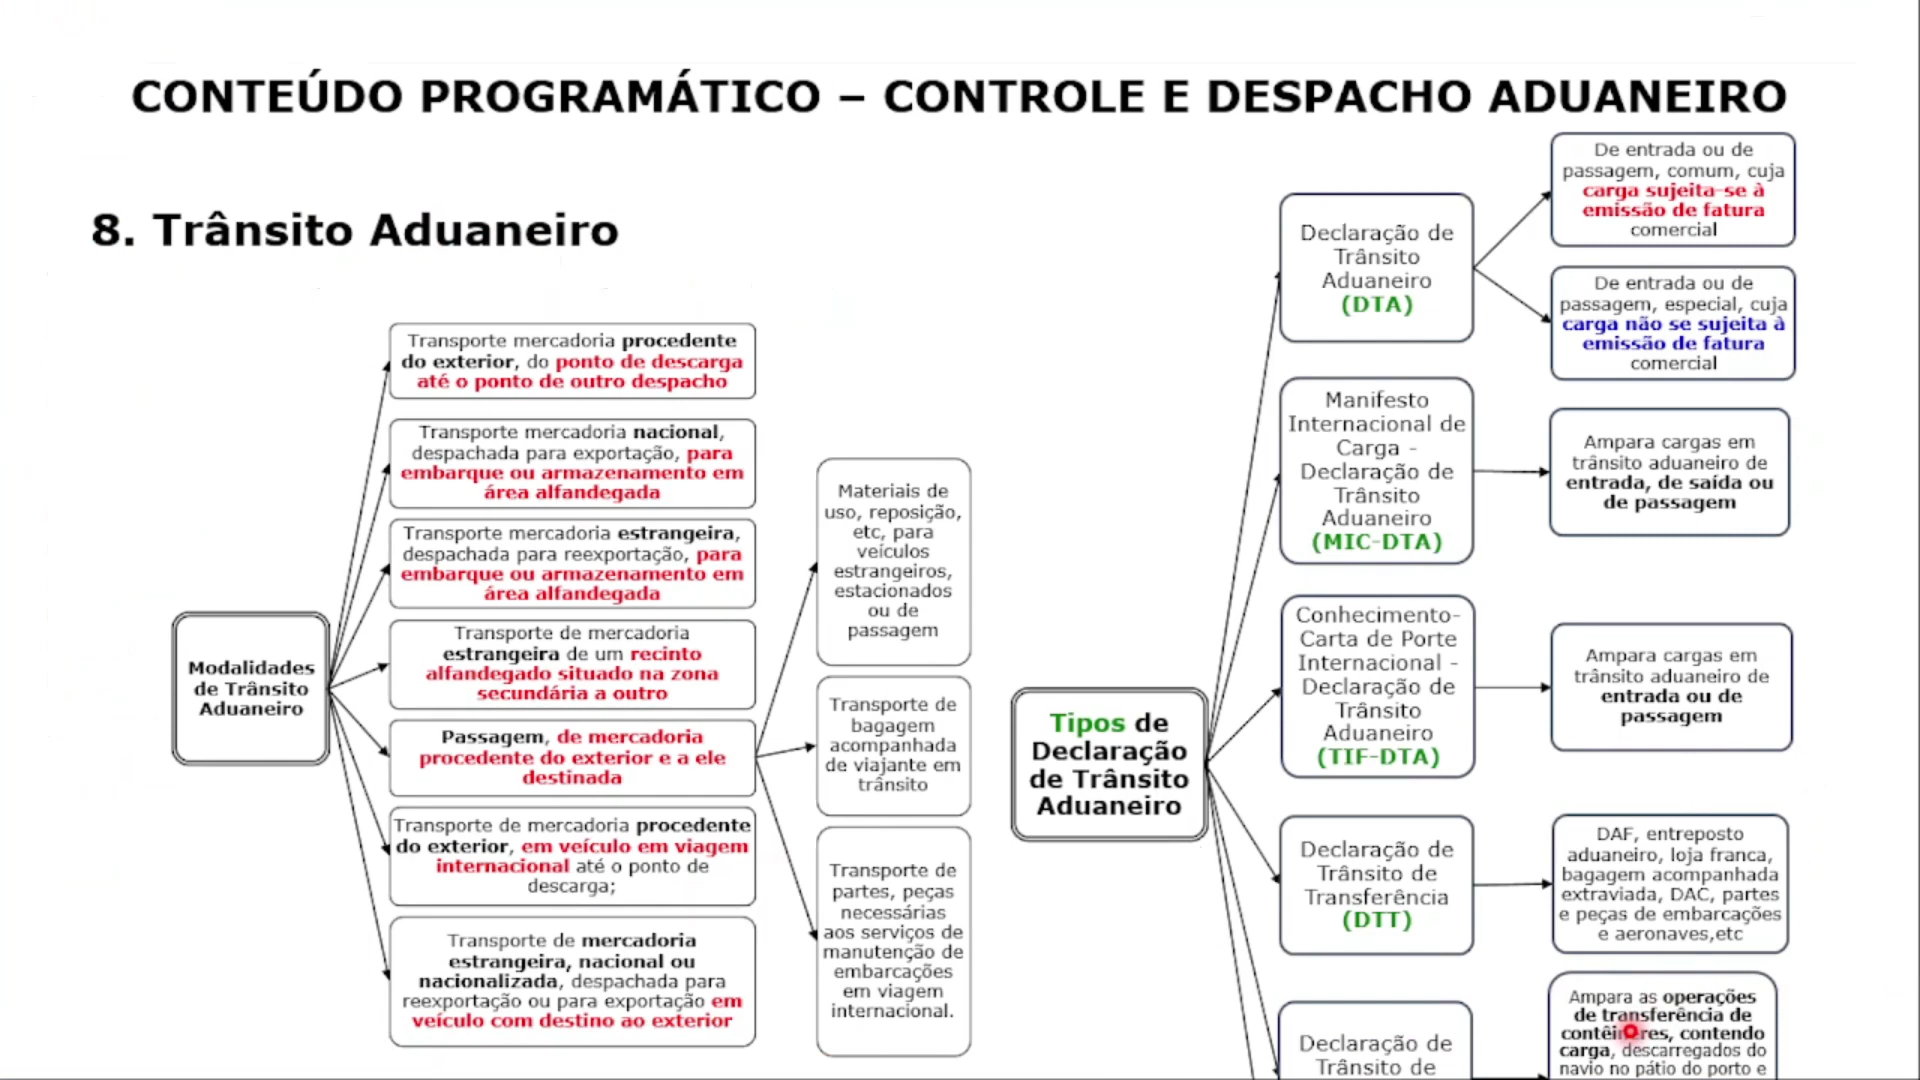 CONTEÚDO PROGRAMÁTICO – CONTROLE E DESPACHO ADUANEIRO
8. Trânsito Aduaneiro
Modalidades
de Trânsito
Aduaneiro
Transporte mercadoria procedente
do exterior, do ponto de descarga
até o ponto de outro despacho
Transporte mercadoria nacional,
despachada para exportação, para
embarque ou armazenamento em
área alfandegada
Transporte mercadoria estrangeira,
despachada para reexportação, para
embarque ou armazenamento em
área alfandegada
Transporte de mercadoria
estrangeira de um recinto
alfandegado situado na zona
secundária a outro
Passagem, de mercadoria
procedente do exterior e a ele
destinada
Transporte de mercadoria procedente
do exterior, em veículo em viagem
internacional até o ponto de
descarga;
Transporte de mercadoria
estrangeira, nacional ou
nacionalizada, despachada para
reexportação ou para exportação em
veículo com destino ao exterior
Materiais de
uso, reposição,
etc, para
veículos
estrangeiros,
estacionados
ou de
passagem
Transporte de
bagagem
acompanhada
de viajante em
trânsito
Transporte de
partes, peças
necessárias
aos serviços de
manutenção de
embarcações
em viagem
internacional.
Tipos de
Declaração
de Trânsito
Aduaneiro
Declaração de
Trânsito
Aduaneiro
(DTA)
De entrada ou de
passagem, comum, cuja
carga sujeita-se à
emissão de fatura
comercial
De entrada ou de
passagem, especial, cuja
carga não se sujeita à
emissão de fatura
comercial
Manifesto
Internacional de
Carga -
Declaração de
Trânsito
Aduaneiro
(MIC-DTA)
Ampara cargas em
trânsito aduaneiro de
entrada, de saída ou
de passagem
Conhecimento-
Carta de Porte
Internacional -
Declaração de
Trânsito
Aduaneiro
(TIF-DTA)
Ampara cargas em
trânsito aduaneiro de
entrada ou de
passagem
Declaração de
Trânsito de
Transferência
(DTT)
DAF, entreposto
aduaneiro, loja franca,
bagagem acompanhada
extraviada, DAC, partes
e peças de embarcações
e aeronaves,etc
Declaração de
Trânsito de
Ampara as operações
de transferência de
contêineres, contendo
carga, descarregados do
navio no pátio do porto e